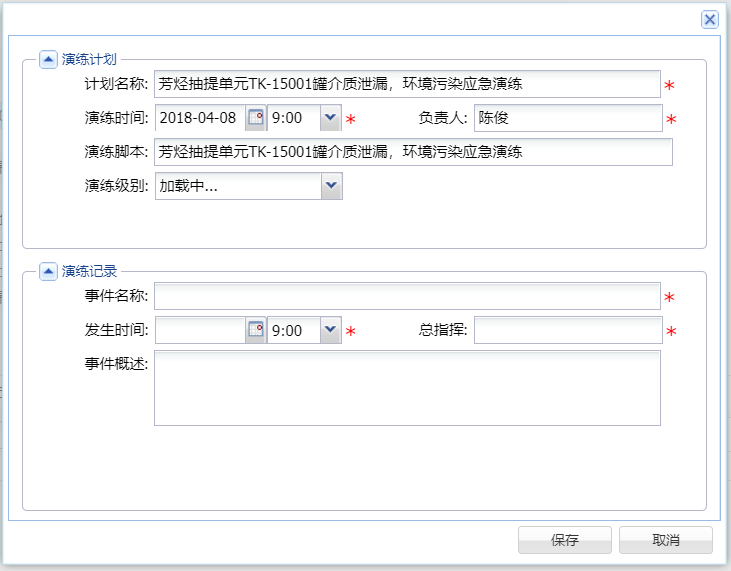 演练计划
计划名称: 芳烃抽提单元TK-15001罐介质泄漏，环境污染应急演练 *
演练时间: 2018-04-08 9:00 * 负责人: 陈俊 *
演练脚本: 芳烃抽提单元TK-15001罐介质泄漏，环境污染应急演练
演练级别: 加载中...
演练记录
事件名称: *
发生时间: 9:00 * 总指挥: *
事件概述:
保存 取消